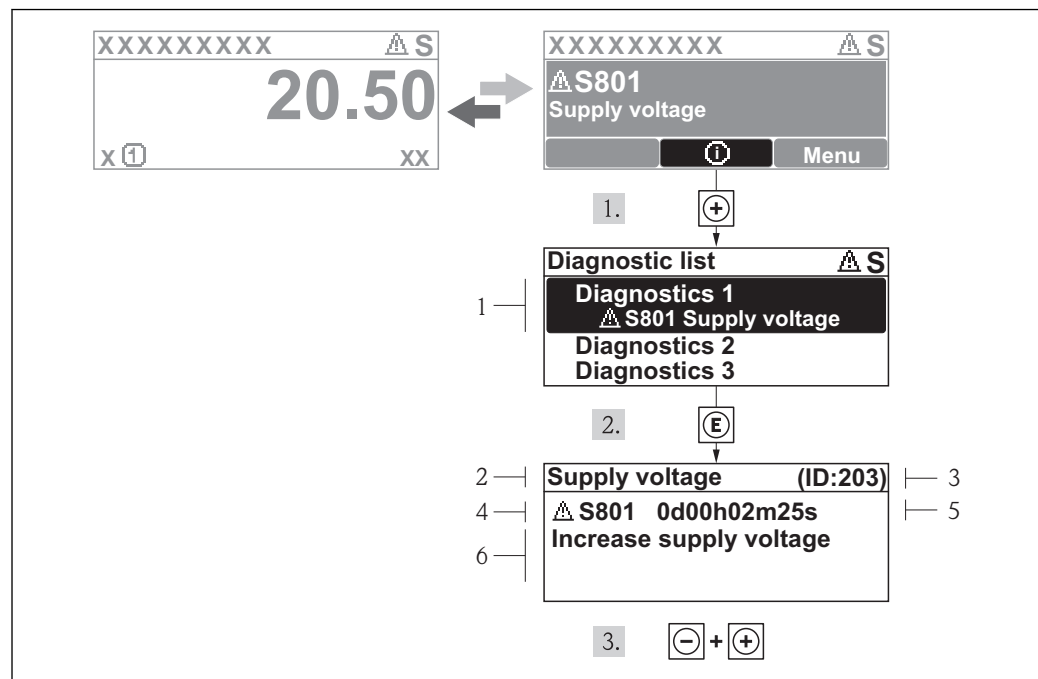 XXXXXXXXX ⚠ S
20.50
X ① XX
XXXXXXXXX ⚠ S
⚠ S801
Supply voltage
ⓘ Menu
1. ⊕
Diagnostic list ⚠ S
1
Diagnostics 1
⚠ S801 Supply voltage
Diagnostics 2
Diagnostics 3
2. Ⓔ
2 Supply voltage (ID:203) 3
4 ⚠ S801 0d00h02m25s 5
6 Increase supply voltage
3. ⊖ + ⊕